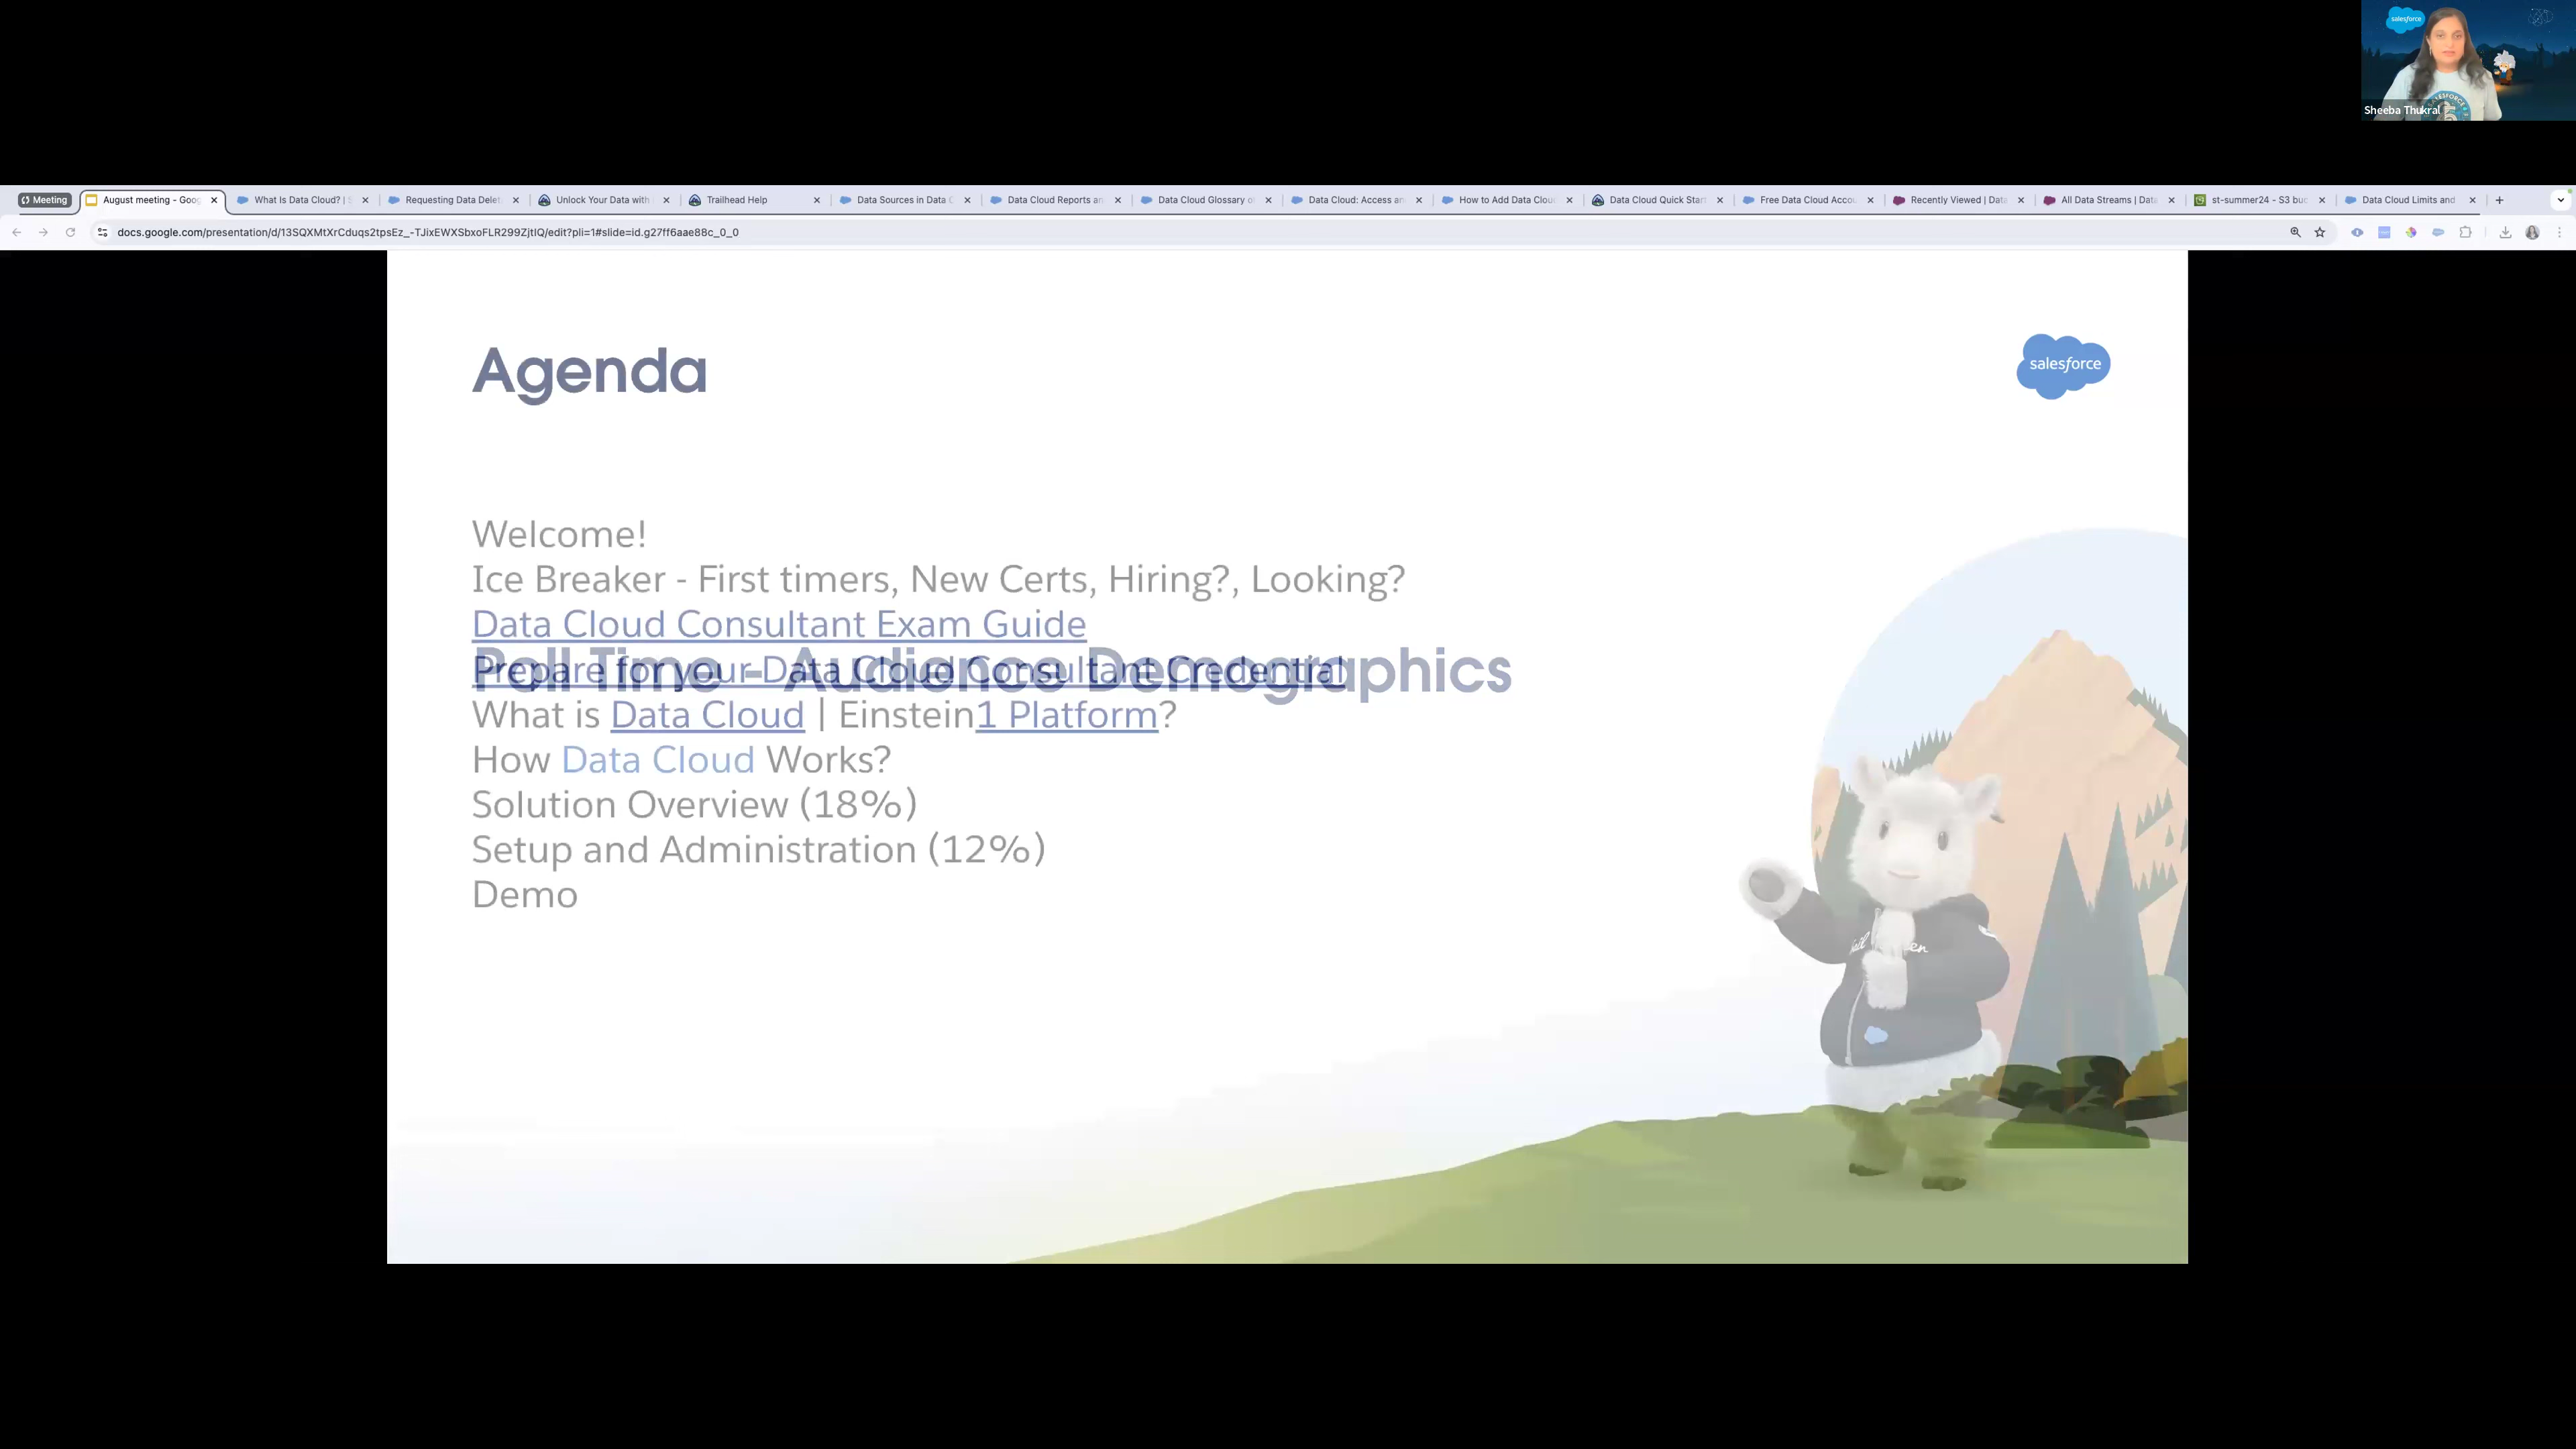 salesforce
Sheeba Thukral
Meeting
August meeting - Goog
What Is Data Cloud? |
Requesting Data Delet
Unlock Your Data with
Trailhead Help
Data Sources in Data C
Data Cloud Reports an
Data Cloud Glossary o
Data Cloud: Access an
How to Add Data Clou
Data Cloud Quick Start
Free Data Cloud Accou
Recently Viewed | Data
All Data Streams | Data
st-summer24 - S3 buc
Data Cloud Limits and
docs.google.com/presentation/d/13SQXMtXrCduqs2tpsEz_-TJixEWXSbxoFLR299ZjtIQ/edit?pli=1#slide=id.g27ff6aae88c_0_0
Agenda
salesforce
Welcome!
Ice Breaker - First timers, New Certs, Hiring?, Looking?
Data Cloud Consultant Exam Guide
Prepare for your Data Cloud Consultant Credential
Poll Time - Audience Demographics
What is Data Cloud | Einstein1 Platform?
How Data Cloud Works?
Solution Overview (18%)
Setup and Administration (12%)
Demo